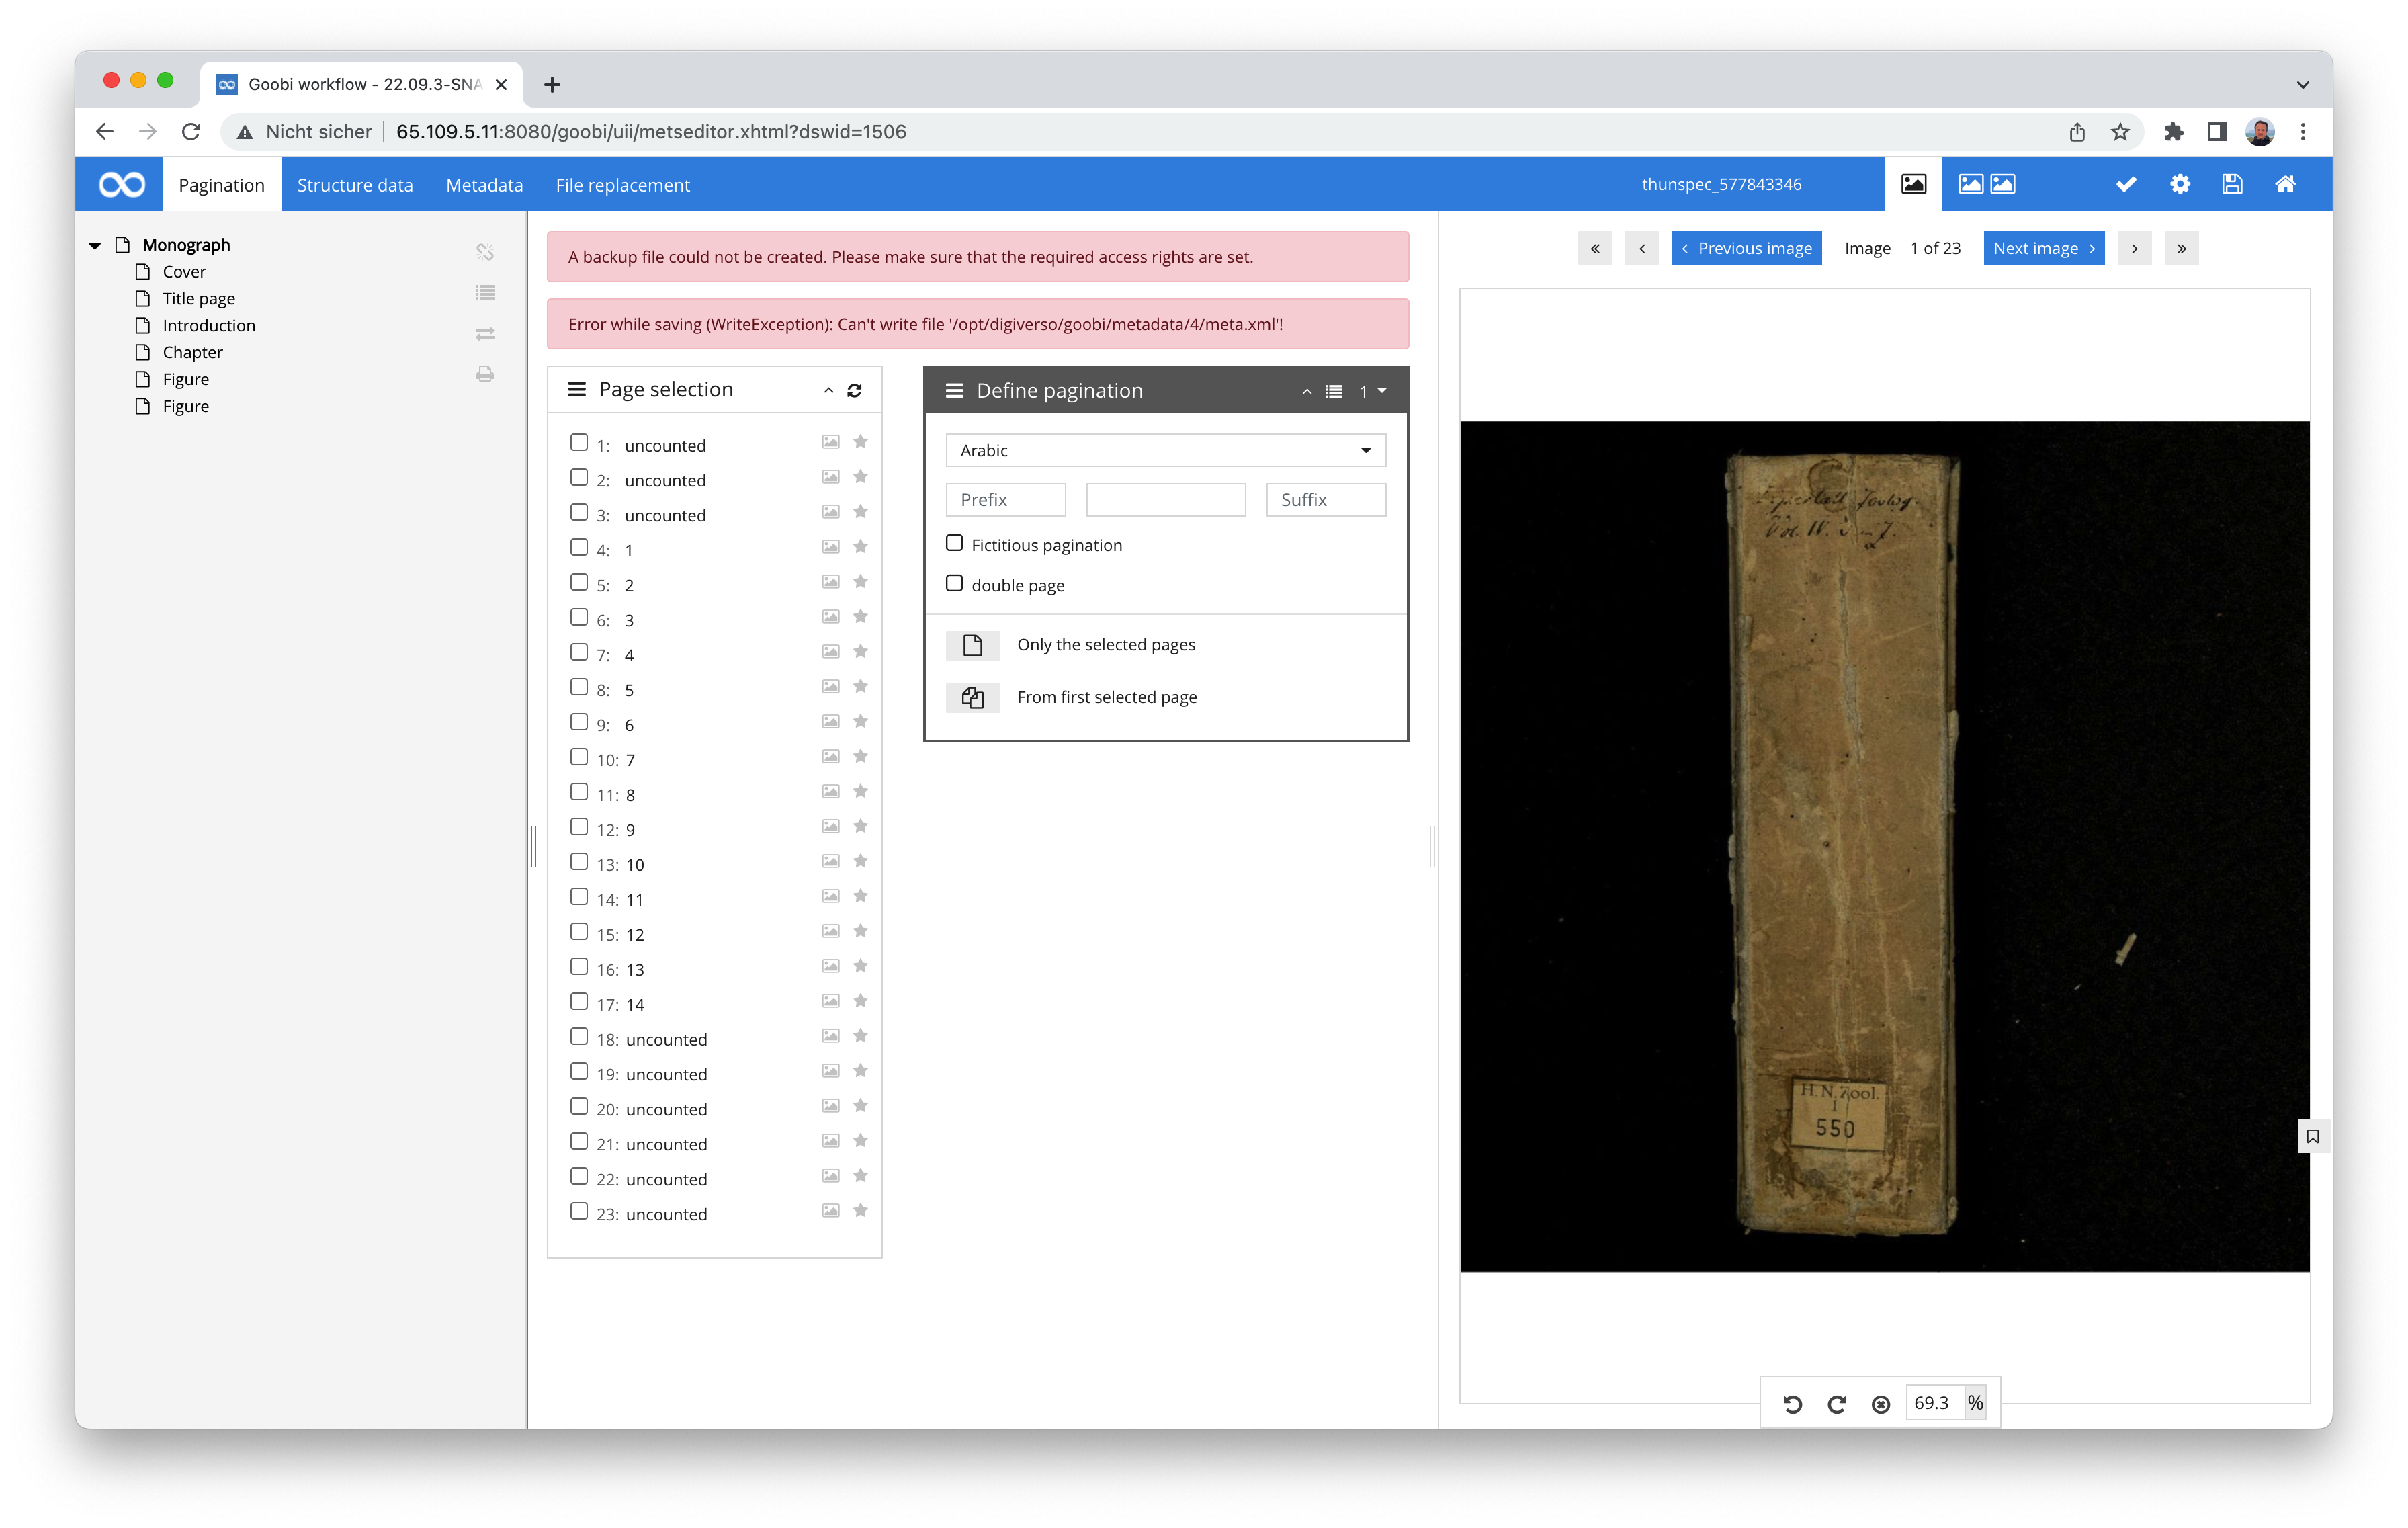 Goobi workflow - 22.09.3-SNA
Nicht sicher
65.109.5.11:8080/goobi/uii/metseditor.xhtml?dswid=1506
Pagination
Structure data
Metadata
File replacement
thunspec_577843346
Monograph
Cover
Title page
Introduction
Chapter
Figure
Figure
A backup file could not be created. Please make sure that the required access rights are set.
Error while saving (WriteException): Can't write file '/opt/digiverso/goobi/metadata/4/meta.xml'!
Page selection
1: uncounted
2: uncounted
3: uncounted
4: 1
5: 2
6: 3
7: 4
8: 5
9: 6
10: 7
11: 8
12: 9
13: 10
14: 11
15: 12
16: 13
17: 14
18: uncounted
19: uncounted
20: uncounted
21: uncounted
22: uncounted
23: uncounted
Define pagination
1
Arabic
Prefix
Suffix
Fictitious pagination
double page
Only the selected pages
From first selected page
« ‹ ‹ Previous image Image 1 of 23 Next image › › »
H.N.Zool.
I
550
69.3 %